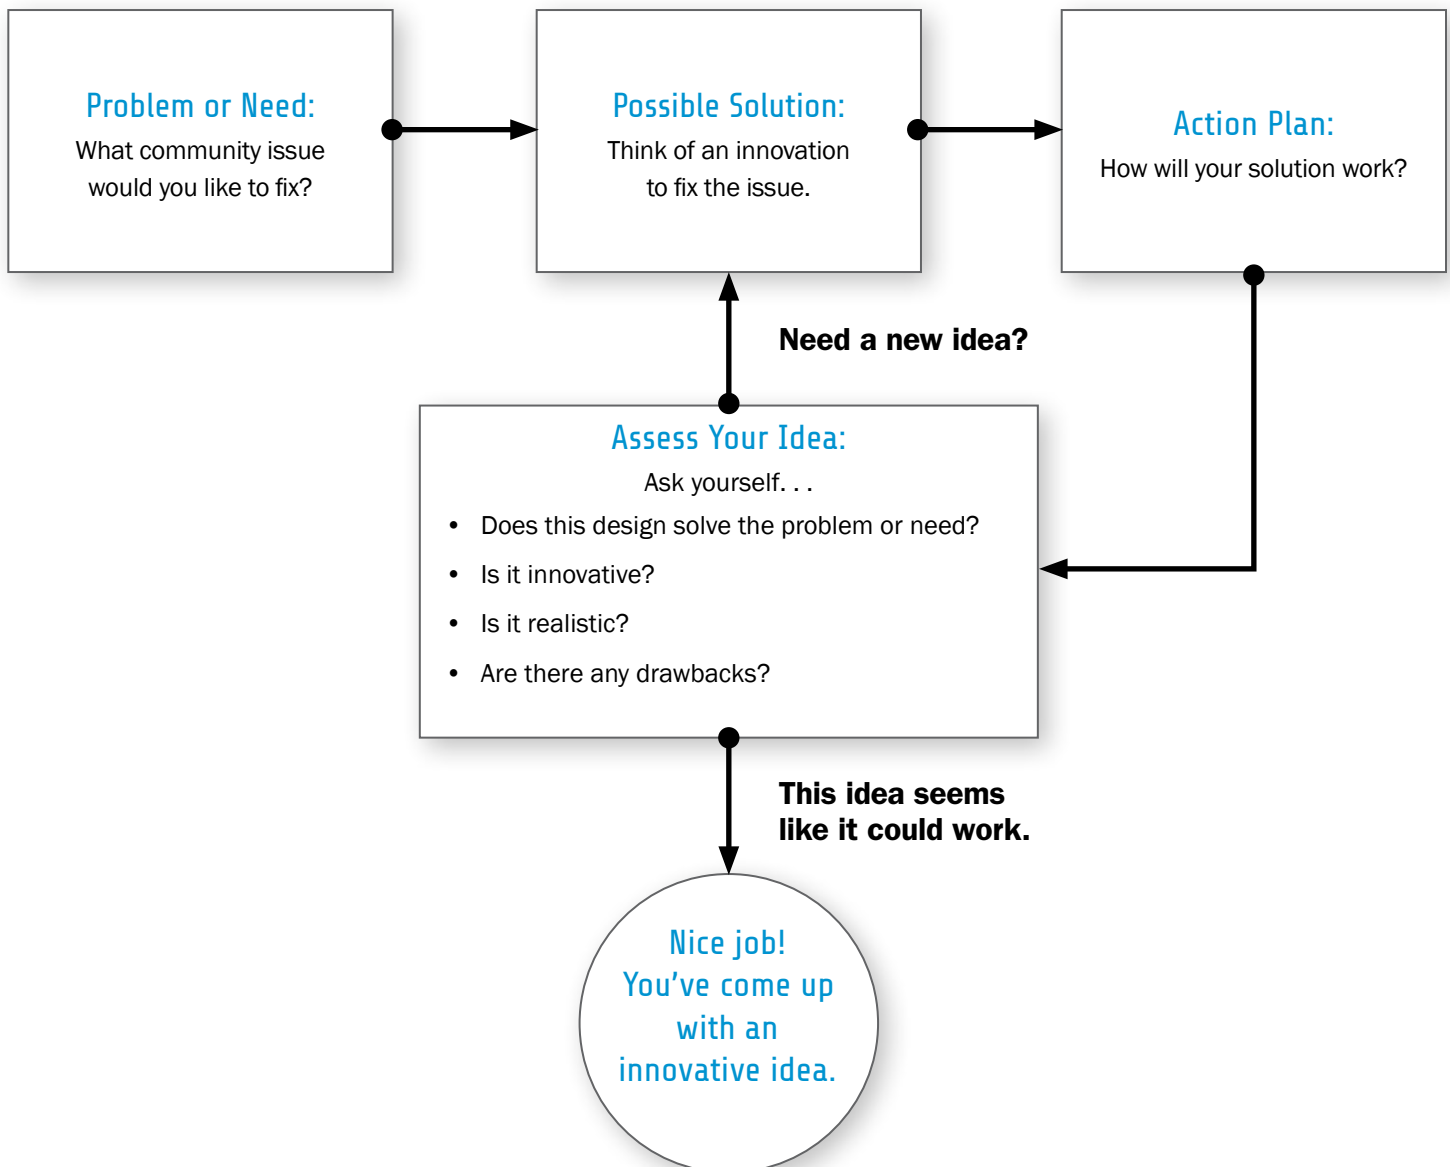 Problem or Need:
What community issue
would you like to fix?
Possible Solution:
Think of an innovation
to fix the issue.
Action Plan:
How will your solution work?
Need a new idea?
Assess Your Idea:
Ask yourself. . .
• Does this design solve the problem or need?
• Is it innovative?
• Is it realistic?
• Are there any drawbacks?
This idea seems
like it could work.
Nice job!
You’ve come up
with an
innovative idea.